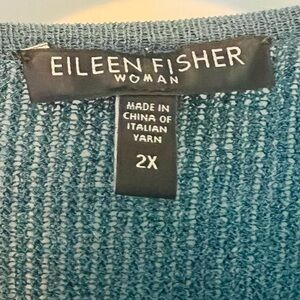 EILEEN FISHER
WOMAN
MADE IN
CHINA OF
ITALIAN
YARN
2X